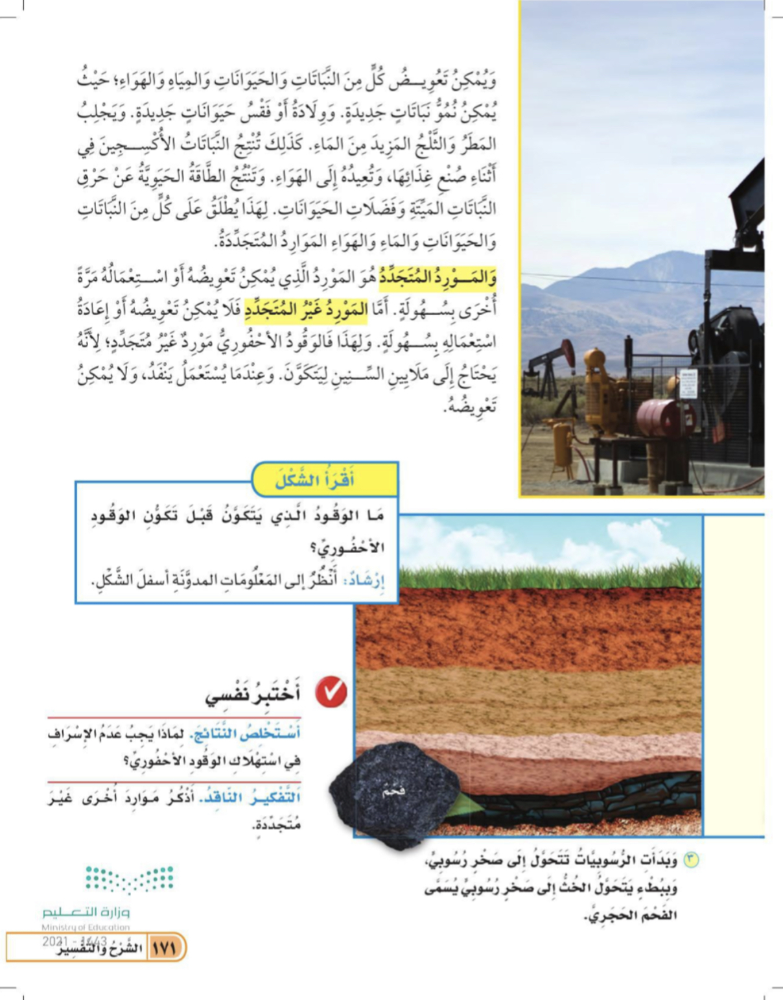 وَيُمْكِنُ تَعْوِيضُ كُلٍّ مِنَ النَّبَاتَاتِ وَالحَيَوَانَاتِ وَالمِيَاهِ وَالهَوَاءِ؛ حَيْثُ
يُمْكِنُ نُمُوُّ نَبَاتَاتٍ جَدِيدَةٍ. وَوِلَادَةُ أَوْ فَقْسُ حَيَوَانَاتٍ جَدِيدَةٍ. وَيَجْلِبُ
المَطَرُ وَالثَّلْجُ المَزِيدَ مِنَ المَاءِ. كَذَلِكَ تُنْتِجُ النَّبَاتَاتُ الأُكْسِجِينَ فِي
أَثْنَاءِ صُنْعِ غِذَائِهَا، وَتُعِيدُهُ إِلَى الهَوَاءِ. وَتَنْتُجُ الطَّاقَةُ الحَيَوِيَّةُ عَنْ حَرْقِ
النَّبَاتَاتِ المَيِّتَةِ وَفَضَلَاتِ الحَيَوَانَاتِ. لِهَذَا يُطْلَقُ عَلَى كُلٍّ مِنَ النَّبَاتَاتِ
وَالحَيَوَانَاتِ وَالمَاءِ وَالهَوَاءِ المَوَارِدُ المُتَجَدِّدَةُ.
وَالمَوْرِدُ المُتَجَدِّدُ هُوَ المَوْرِدُ الَّذِي يُمْكِنُ تَعْوِيضُهُ أَوْ اسْتِعْمَالُهُ مَرَّةً
أُخْرَى بِسُهُولَةٍ. أَمَّا المَوْرِدُ غَيْرُ المُتَجَدِّدِ فَلَا يُمْكِنُ تَعْوِيضُهُ أَوْ إِعَادَةُ
اسْتِعْمَالِهِ بِسُهُولَةٍ. وَلِهَذَا فَالوَقُودُ الأَحْفُورِيُّ مَوْرِدٌ غَيْرُ مُتَجَدِّدٍ؛ لِأَنَّهُ
يَحْتَاجُ إِلَى مَلَايِينِ السِّنِينِ لِيَتَكَوَّنَ. وَعِنْدَمَا يُسْتَعْمَلُ يَنْفَدُ، وَلَا يُمْكِنُ
تَعْوِيضُهُ.
أَقْرَأُ الشَّكْلَ
مَا الوَقُودُ الَّذِي يَتَكَوَّنُ قَبْلَ تَكَوُّنِ الوَقُودِ
الأَحْفُورِيِّ؟
إِرْشَادٌ: أَنْظُرُ إلى المَعْلُومَاتِ المدوَّنَةِ أسفلَ الشَّكْلِ.
أَخْتَبِرُ نَفْسِي
أَسْتَخْلِصُ النَّتَائِجَ. لِمَاذَا يَجِبُ عَدَمُ الإِسْرَافِ
فِي اسْتِهْلَاكِ الوَقُودِ الأَحْفُورِيِّ؟
التَّفْكِيرُ النَّاقِدُ. أَذْكُرُ مَوَارِدَ أُخْرَى غَيْرَ
مُتَجَدِّدَةٍ.
فَحْمٌ
٣ وَبَدَأَتِ الرُّسُوبِيَّاتُ تَتَحَوَّلُ إِلَى صَخْرٍ رُسُوبِيٍّ،
وَبِبُطْءٍ يَتَحَوَّلُ الخُثُّ إِلَى صَخْرٍ رُسُوبِيٍّ يُسَمَّى
الفَحْمَ الحَجَرِيَّ.
وزارة التعليم
Ministry of Education
2021 - 1443
١٧١ الشَّرْحُ وَالتَّفْسِيرُ